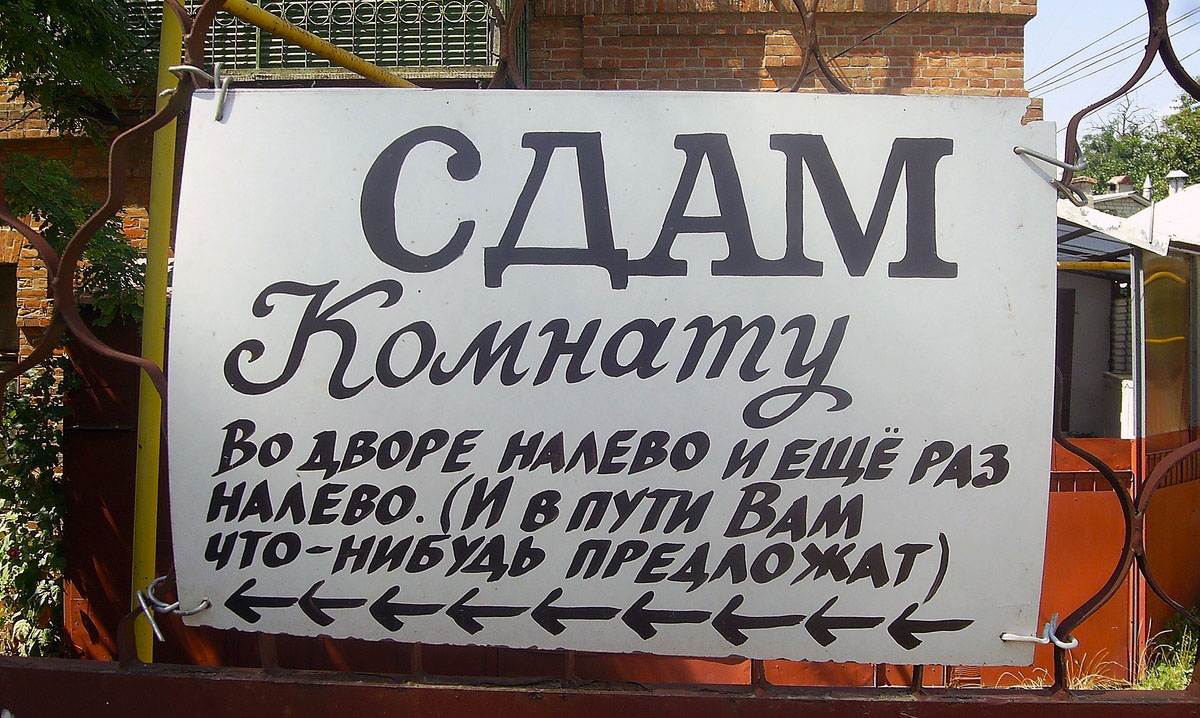 СДАМ
Комнату
Во дворе налево и ещё раз
налево. (И в пути Вам
что-нибудь предложат)
←←←←←←←←←